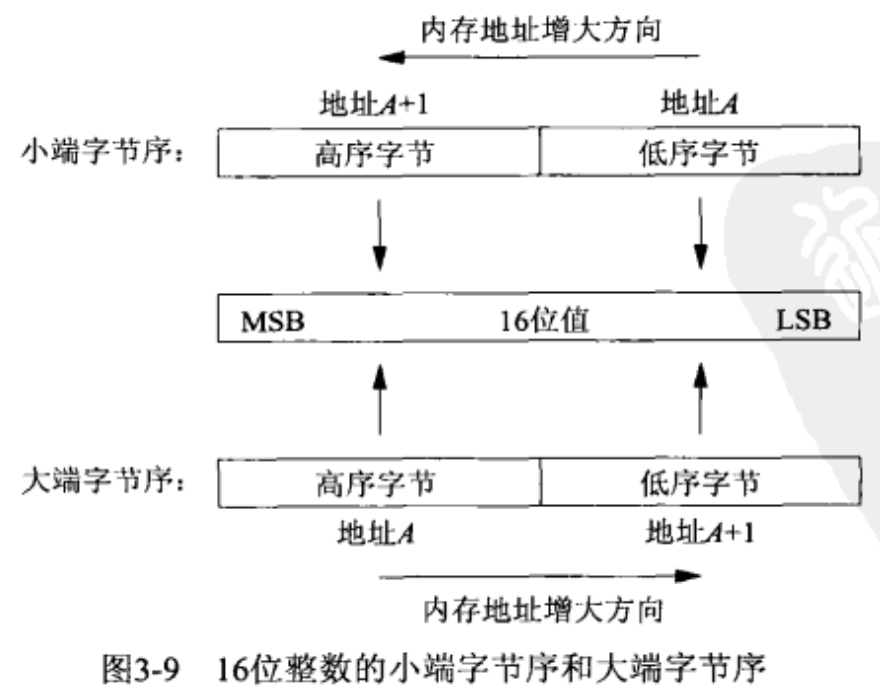 内存地址增大方向
地址A+1 地址A
小端字节序： 高序字节 低序字节
MSB 16位值 LSB
大端字节序： 高序字节 低序字节
地址A 地址A+1
内存地址增大方向
图3-9 16位整数的小端字节序和大端字节序